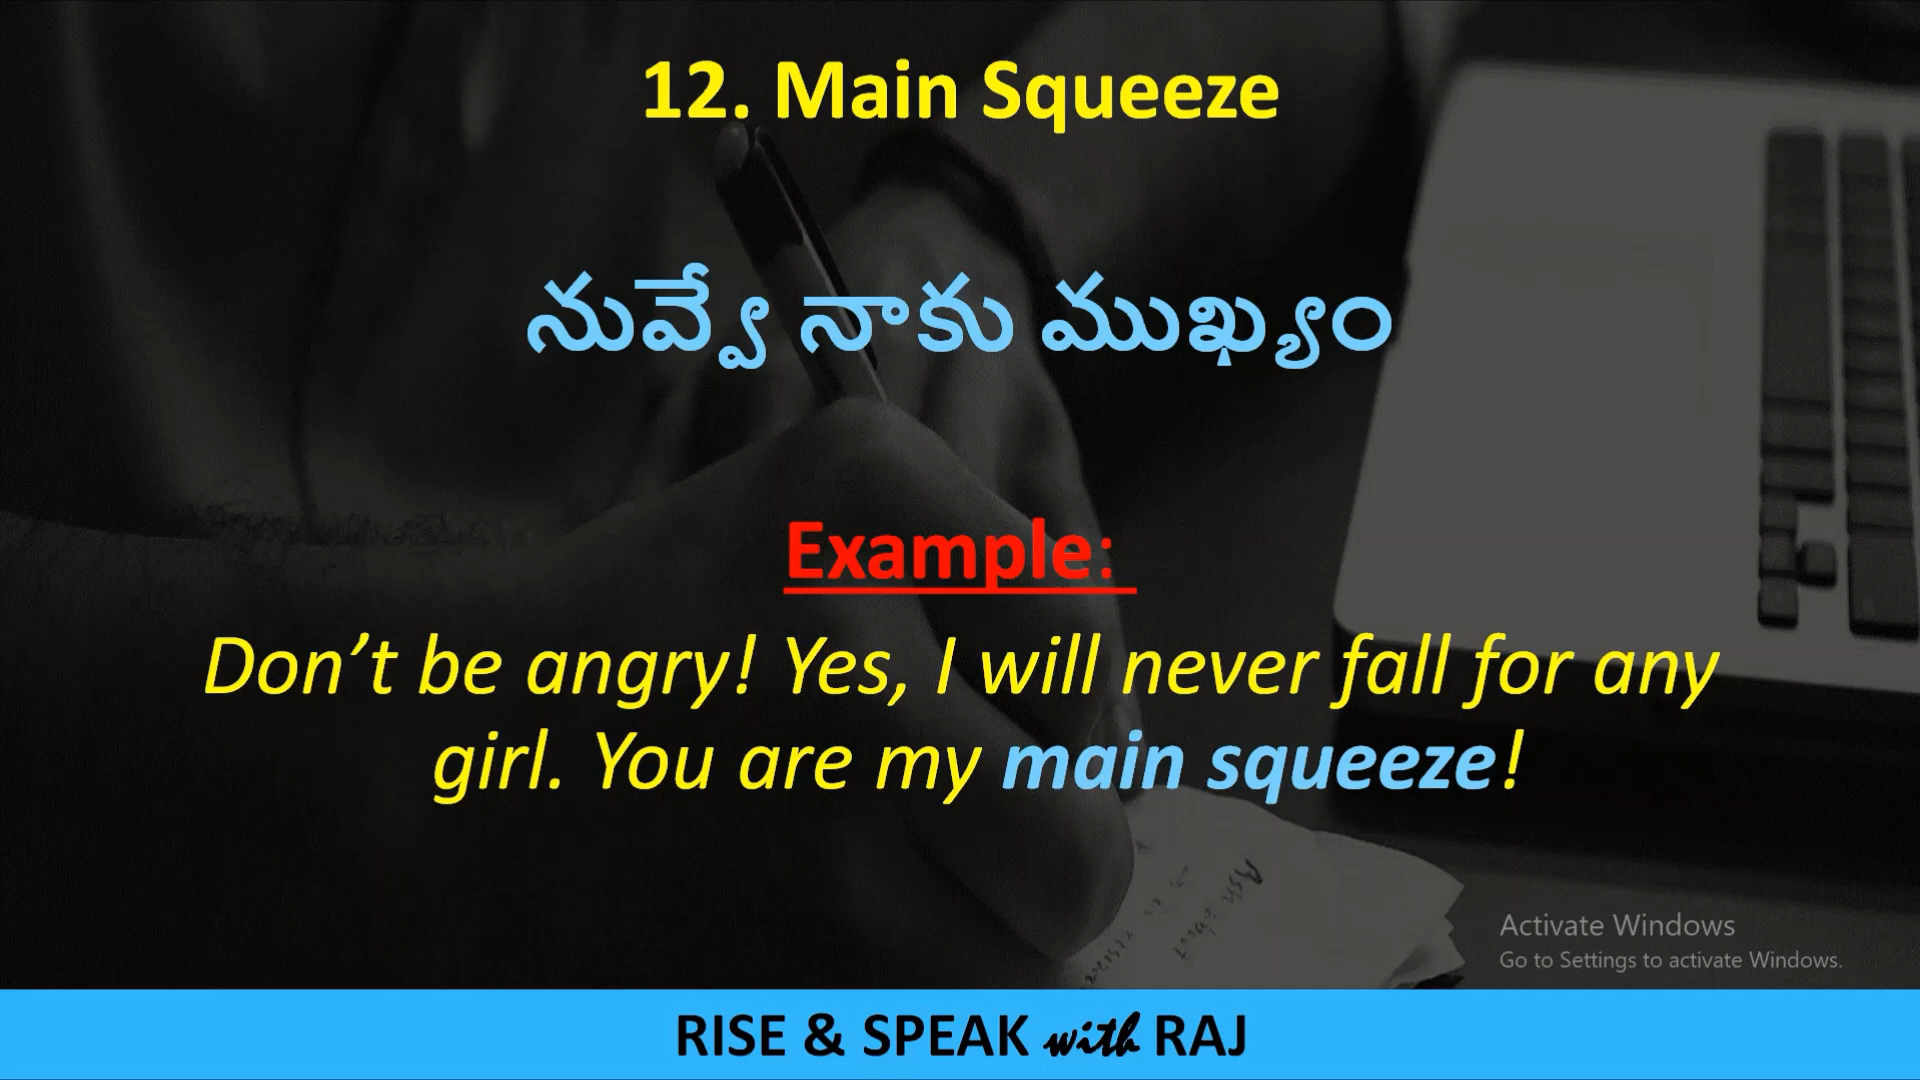 12. Main Squeeze
నువ్వే నాకు ముఖ్యం
Example:
Don’t be angry! Yes, I will never fall for any
girl. You are my main squeeze!
Activate Windows
Go to Settings to activate Windows.
RISE & SPEAK with RAJ